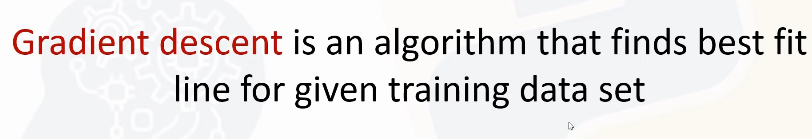 Gradient descent is an algorithm that finds best fit
line for given training data set